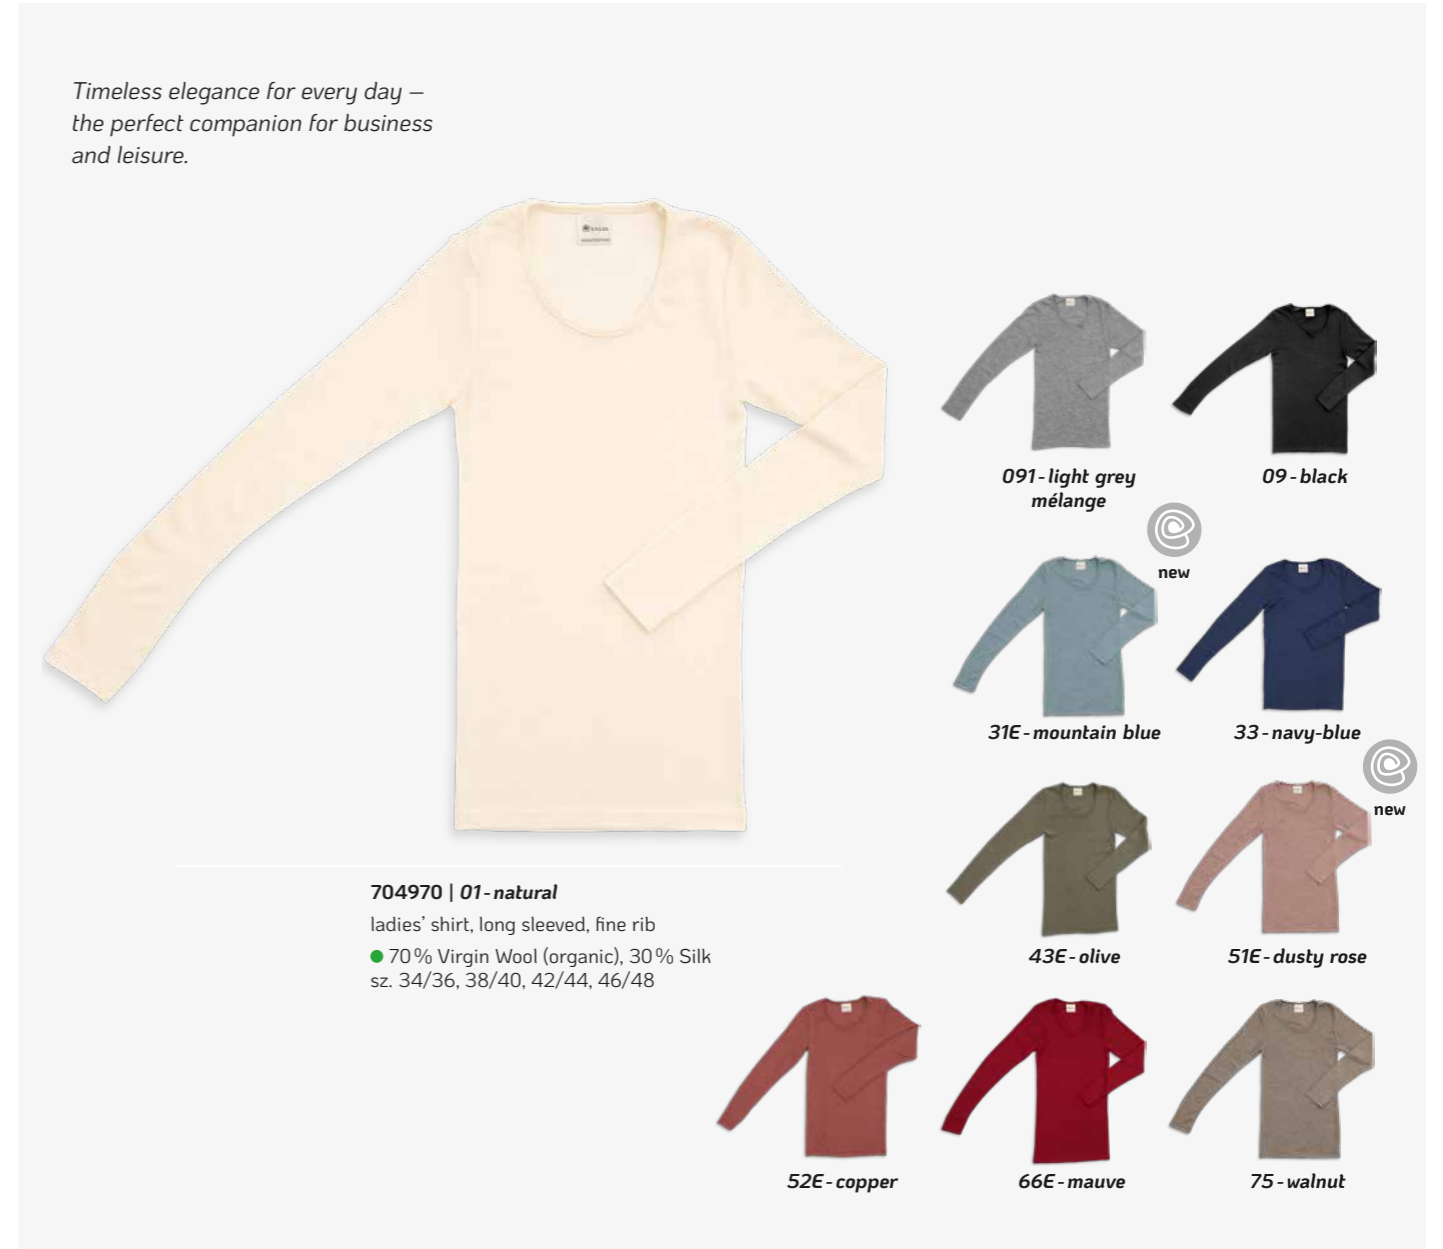 Timeless elegance for every day –
the perfect companion for business
and leisure.
091 - light grey
mélange
09 - black
new
31E - mountain blue
33 - navy-blue
new
43E - olive
51E - dusty rose
704970 | 01 - natural
ladies’ shirt, long sleeved, fine rib
70 % Virgin Wool (organic), 30 % Silk
sz. 34/36, 38/40, 42/44, 46/48
52E - copper
66E - mauve
75 - walnut